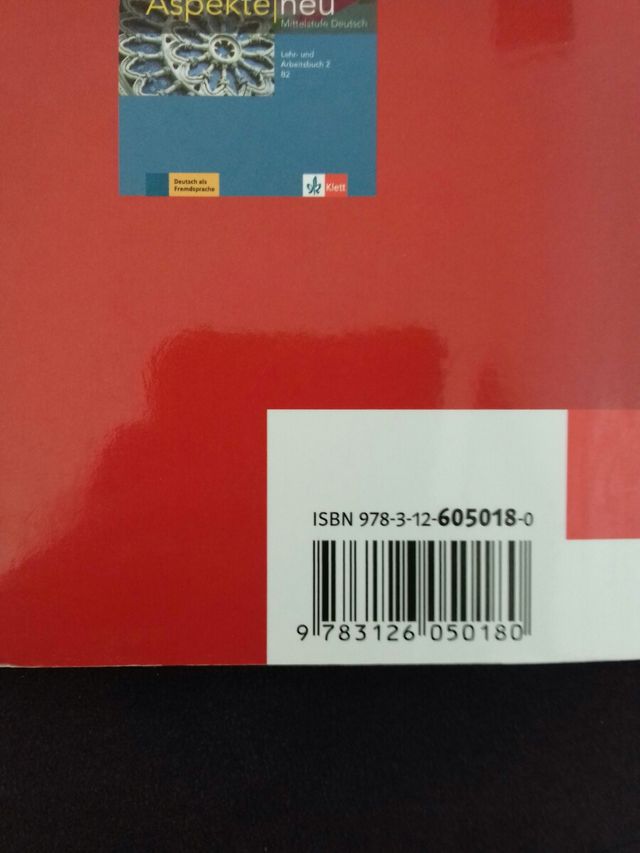 Aspekte|neu
Mittelstufe Deutsch
Lehr- und
Arbeitsbuch 2
B2
Deutsch als
Fremdsprache
Klett
ISBN 978-3-12-605018-0
9 783126 050180